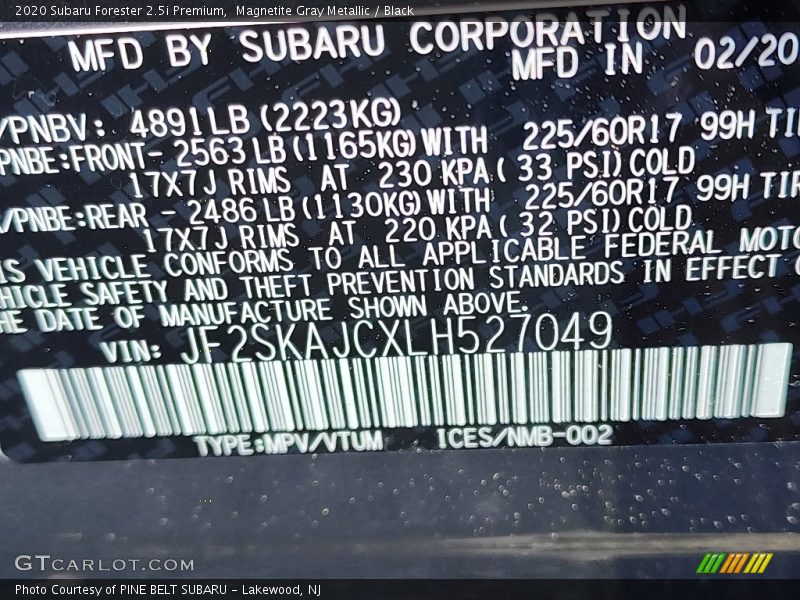 2020 Subaru Forester 2.5i Premium, Magnetite Gray Metallic / Black
MFD BY SUBARU CORPORATION
MFD IN 02/20
/PNBV: 4891LB (2223KG)
PNBE:FRONT- 2563 LB (1165KG) WITH 225/60R17 99H TI
17X7J RIMS AT 230 KPA ( 33 PSI) COLD
/PNBE:REAR - 2486 LB (1130KG) WITH 225/60R17 99H TIR
17X7J RIMS AT 220 KPA ( 32 PSI) COLD
IS VEHICLE CONFORMS TO ALL APPLICABLE FEDERAL MOTO
HICLE SAFETY AND THEFT PREVENTION STANDARDS IN EFFECT
HE DATE OF MANUFACTURE SHOWN ABOVE.
VIN: JF2SKAJCXLH527049
TYPE:MPV/VTUM ICES/NMB-002
GTCARLOT.COM
Photo Courtesy of PINE BELT SUBARU - Lakewood, NJ